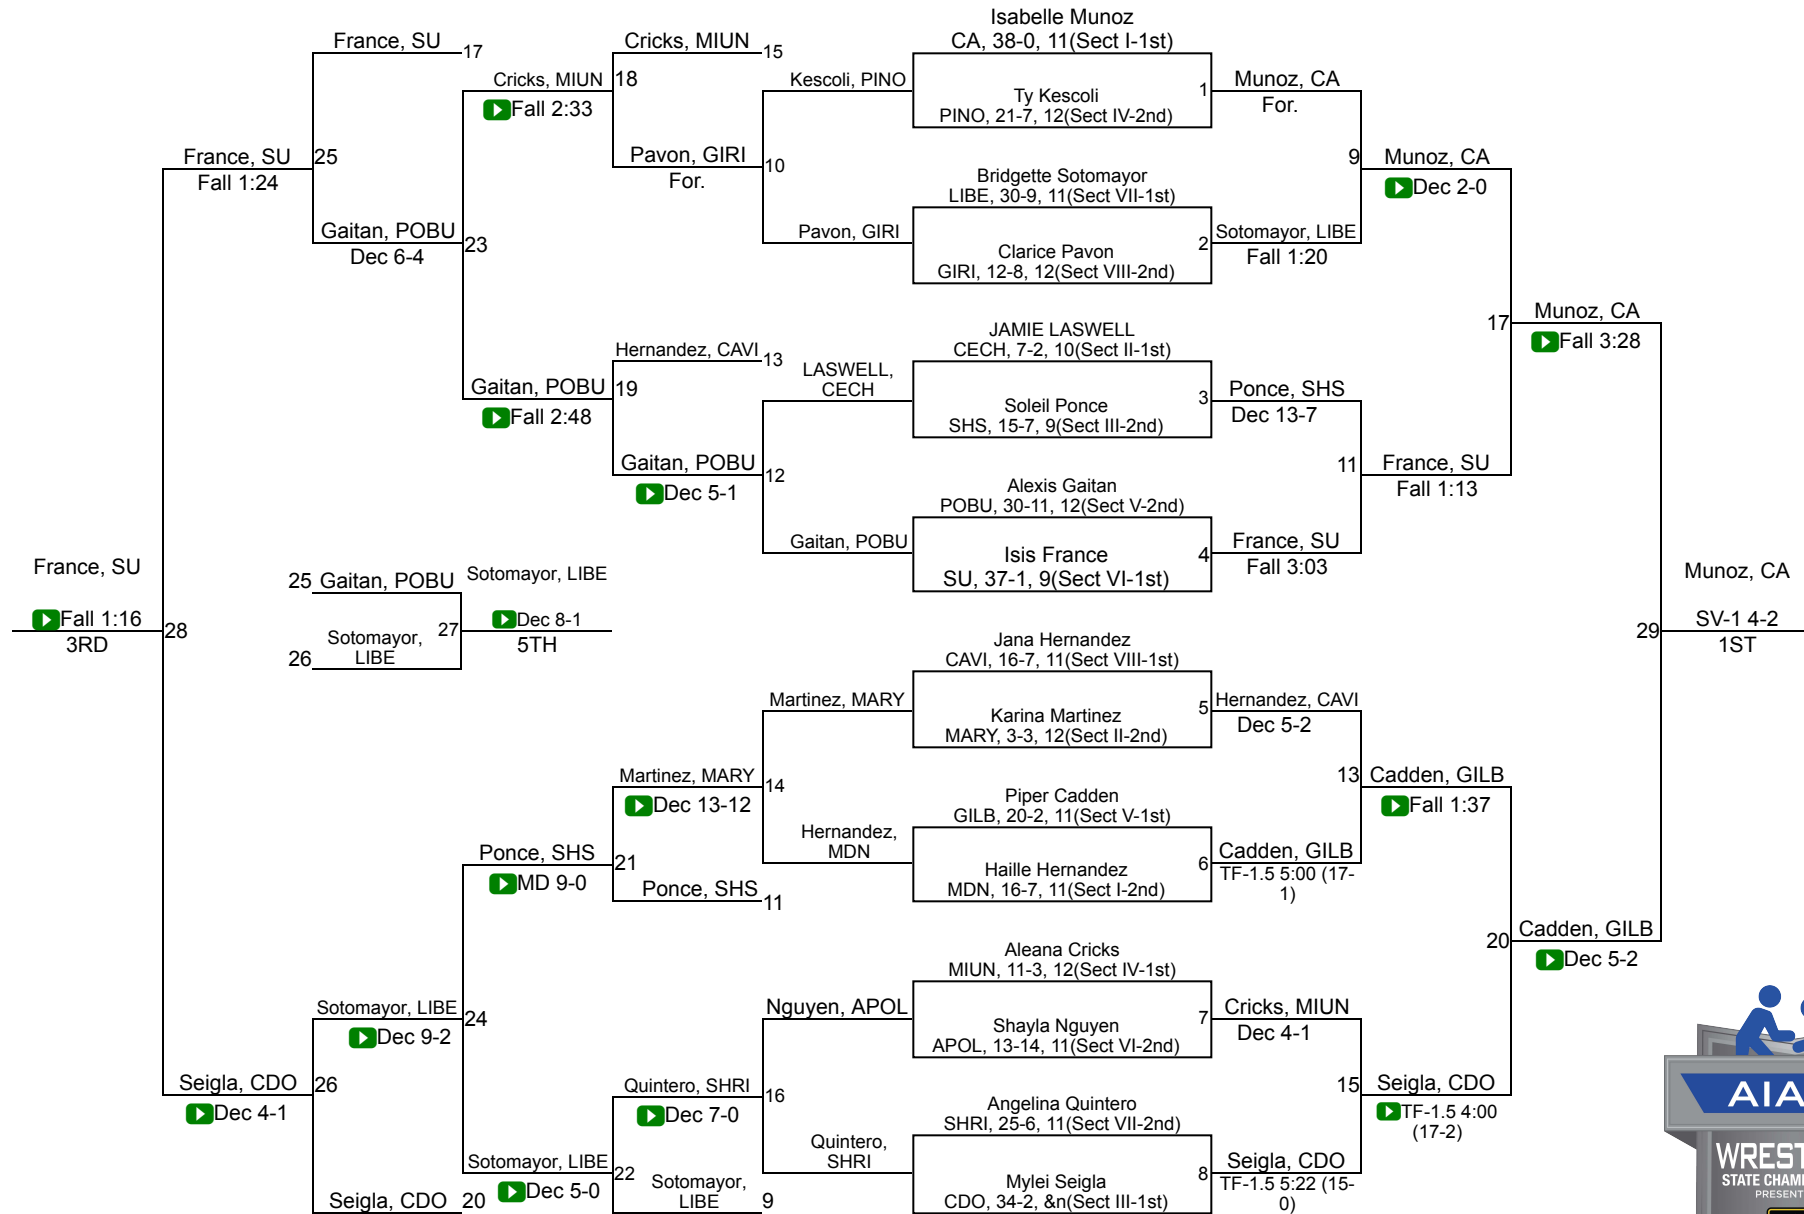 France, SU
Fall 1:16
3RD
28
France, SU
Fall 1:24
Seigla, CDO
Dec 4-1
France, SU
17
25
Gaitan, POBU
Dec 6-4
25
Gaitan, POBU
Sotomayor,
LIBE
26
27
Sotomayor, LIBE
Dec 8-1
5TH
Sotomayor, LIBE
Dec 9-2
26
Seigla, CDO
20
Cricks, MIUN
Fall 2:33
23
Gaitan, POBU
Fall 2:48
Ponce, SHS
MD 9-0
24
Sotomayor, LIBE
Dec 5-0
Cricks, MIUN
15
18
Pavon, GIRI
For.
Hernandez, CAVI
13
19
Gaitan, POBU
Dec 5-1
Martinez, MARY
Dec 13-12
21
Ponce, SHS
11
Quintero, SHRI
Dec 7-0
22
Sotomayor,
LIBE
9
Kescoli, PINO
10
Pavon, GIRI
LASWELL,
CECH
12
Gaitan, POBU
Martinez, MARY
14
Hernandez,
MDN
Nguyen, APOL
16
Quintero,
SHRI
Isabelle Munoz
CA, 38-0, 11(Sect I-1st)
Ty Kescoli
PINO, 21-7, 12(Sect IV-2nd)
1
Bridgette Sotomayor
LIBE, 30-9, 11(Sect VII-1st)
Clarice Pavon
GIRI, 12-8, 12(Sect VIII-2nd)
2
JAMIE LASWELL
CECH, 7-2, 10(Sect II-1st)
Soleil Ponce
SHS, 15-7, 9(Sect III-2nd)
3
Alexis Gaitan
POBU, 30-11, 12(Sect V-2nd)
Isis France
SU, 37-1, 9(Sect VI-1st)
4
Jana Hernandez
CAVI, 16-7, 11(Sect VIII-1st)
Karina Martinez
MARY, 3-3, 12(Sect II-2nd)
5
Piper Cadden
GILB, 20-2, 11(Sect V-1st)
Haille Hernandez
MDN, 16-7, 11(Sect I-2nd)
6
Aleana Cricks
MIUN, 11-3, 12(Sect IV-1st)
Shayla Nguyen
APOL, 13-14, 11(Sect VI-2nd)
7
Angelina Quintero
SHRI, 25-6, 11(Sect VII-2nd)
Mylei Seigla
CDO, 34-2, &n(Sect III-1st)
8
Munoz, CA
For.
9
Sotomayor, LIBE
Fall 1:20
Ponce, SHS
Dec 13-7
11
France, SU
Fall 3:03
Hernandez, CAVI
Dec 5-2
13
Cadden, GILB
TF-1.5 5:00 (17-
1)
Cricks, MIUN
Dec 4-1
15
Seigla, CDO
TF-1.5 5:22 (15-
0)
Munoz, CA
Dec 2-0
17
France, SU
Fall 1:13
Cadden, GILB
Fall 1:37
20
Seigla, CDO
TF-1.5 4:00
(17-2)
Munoz, CA
Fall 3:28
29
Cadden, GILB
Dec 5-2
Munoz, CA
SV-1 4-2
1ST
AIA
WREST
STATE CHAM
PRESENT